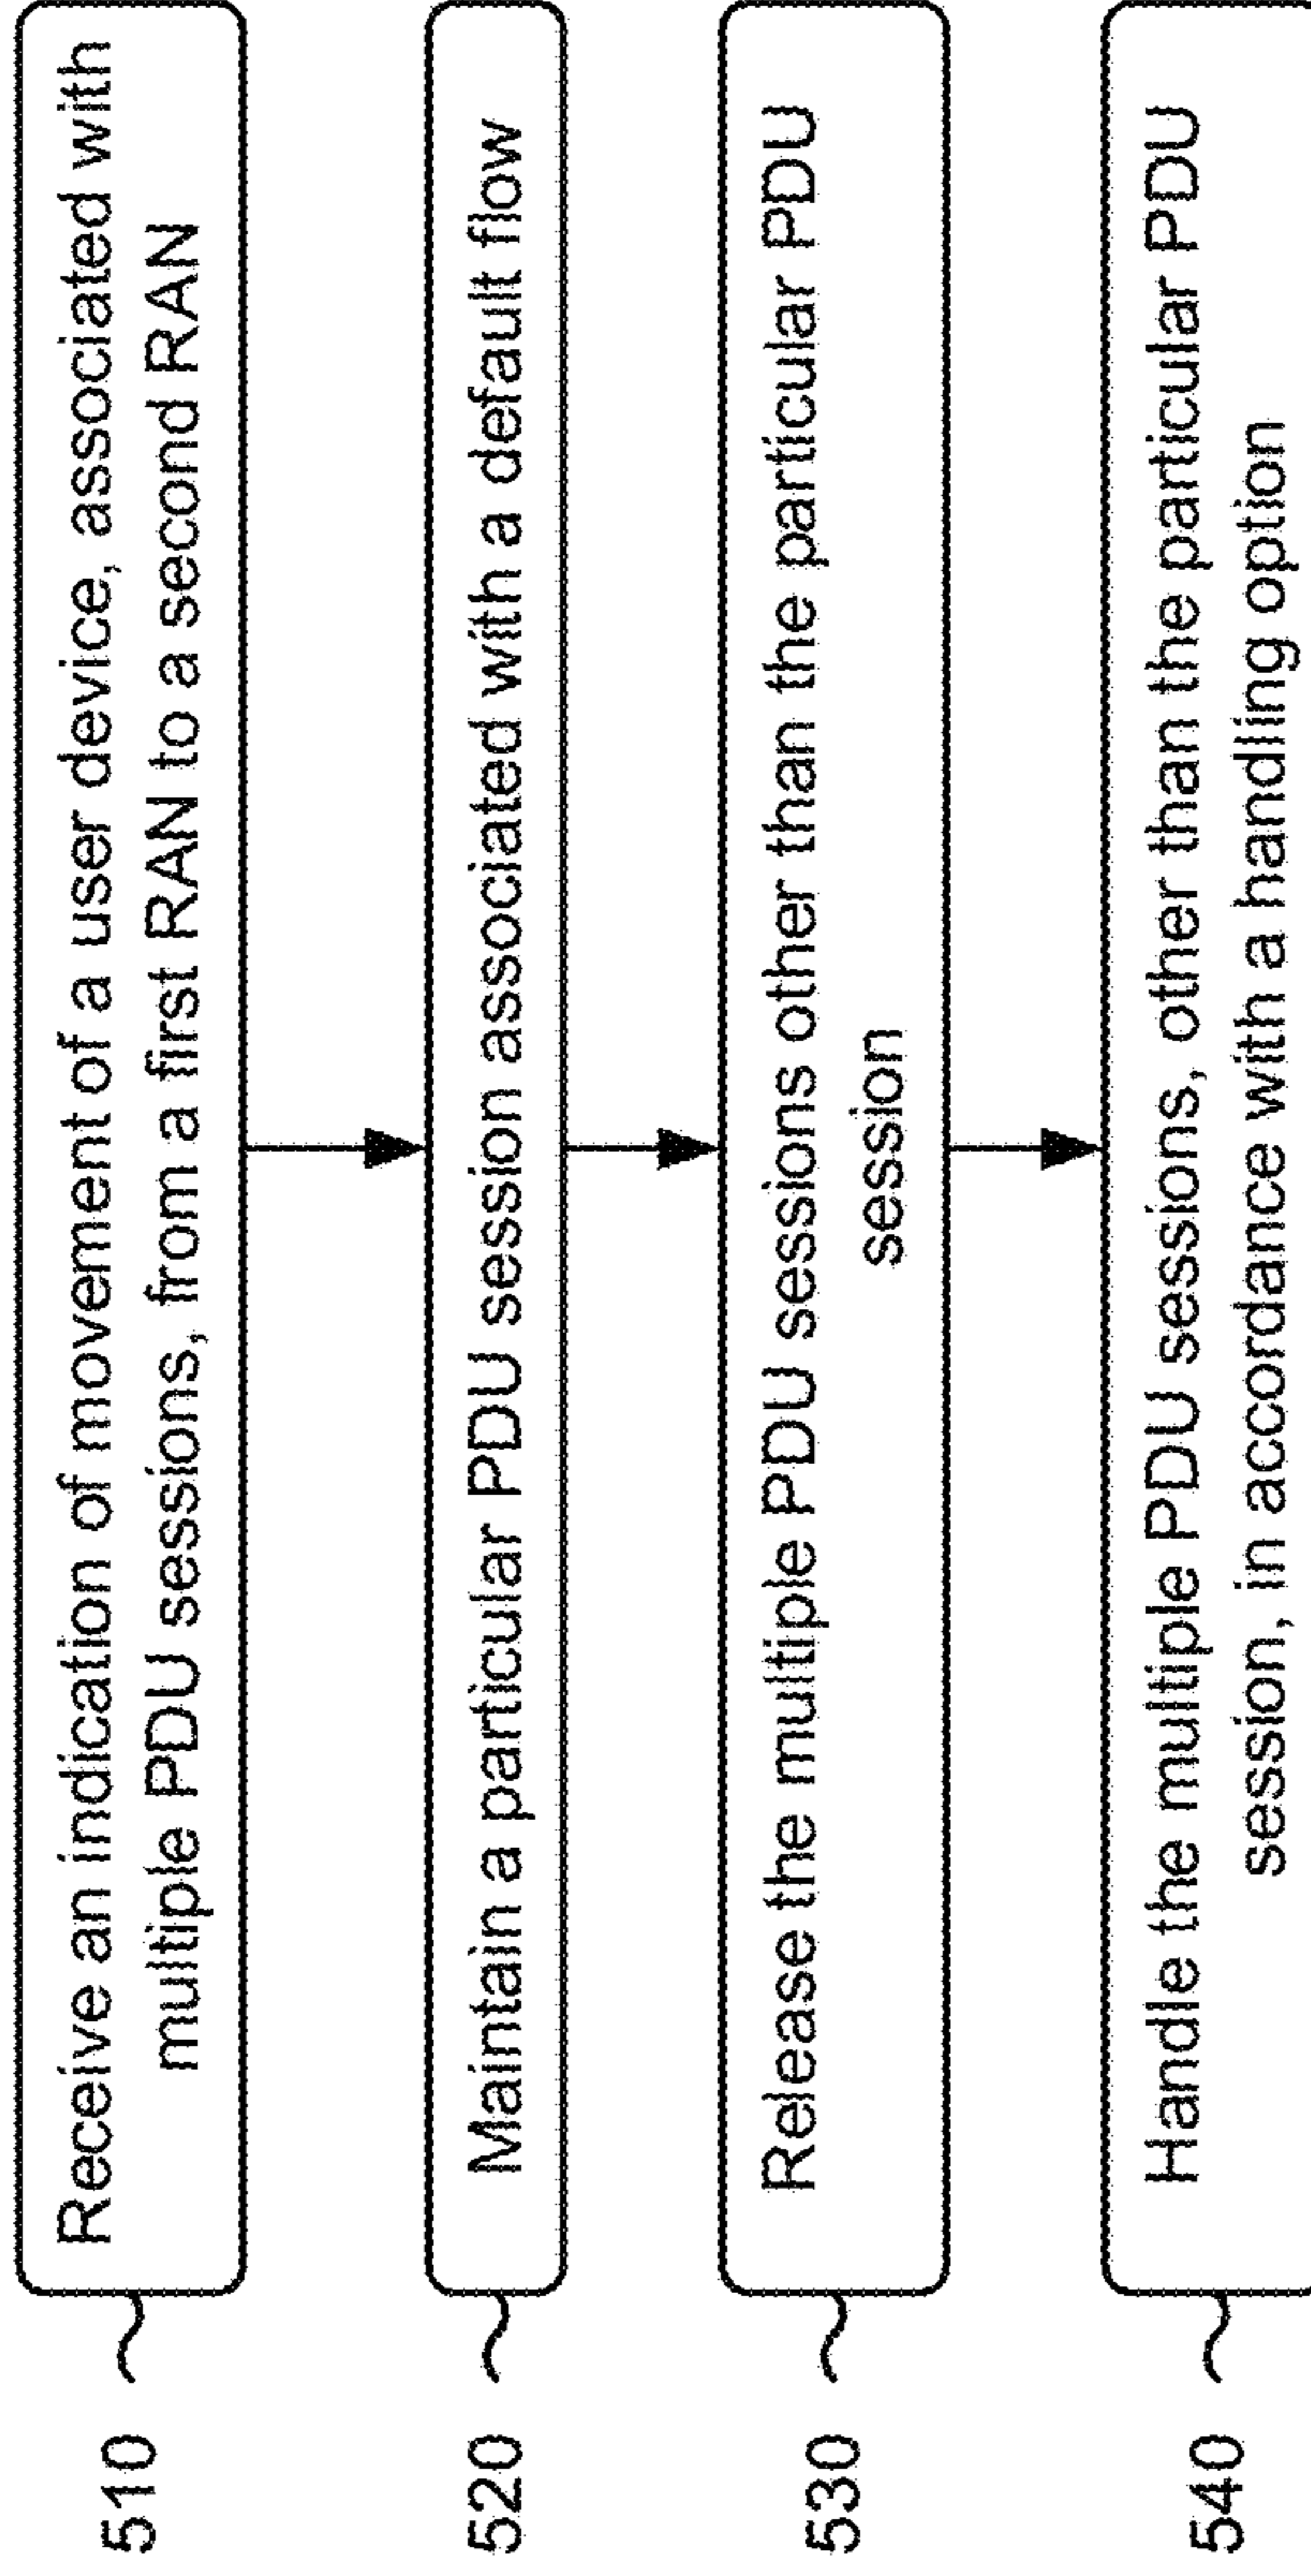 510
Receive an indication of movement of a user device, associated with
multiple PDU sessions, from a first RAN to a second RAN
520
Maintain a particular PDU session associated with a default flow
530
Release the multiple PDU sessions other than the particular PDU
session
540
Handle the multiple PDU sessions, other than the particular PDU
session, in accordance with a handling option